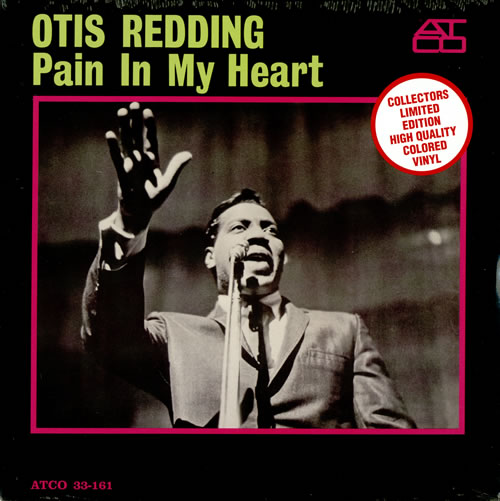 OTIS REDDING
Pain In My Heart
ATCO
COLLECTORS
LIMITED
EDITION
HIGH QUALITY
COLORED
VINYL
ATCO 33-161